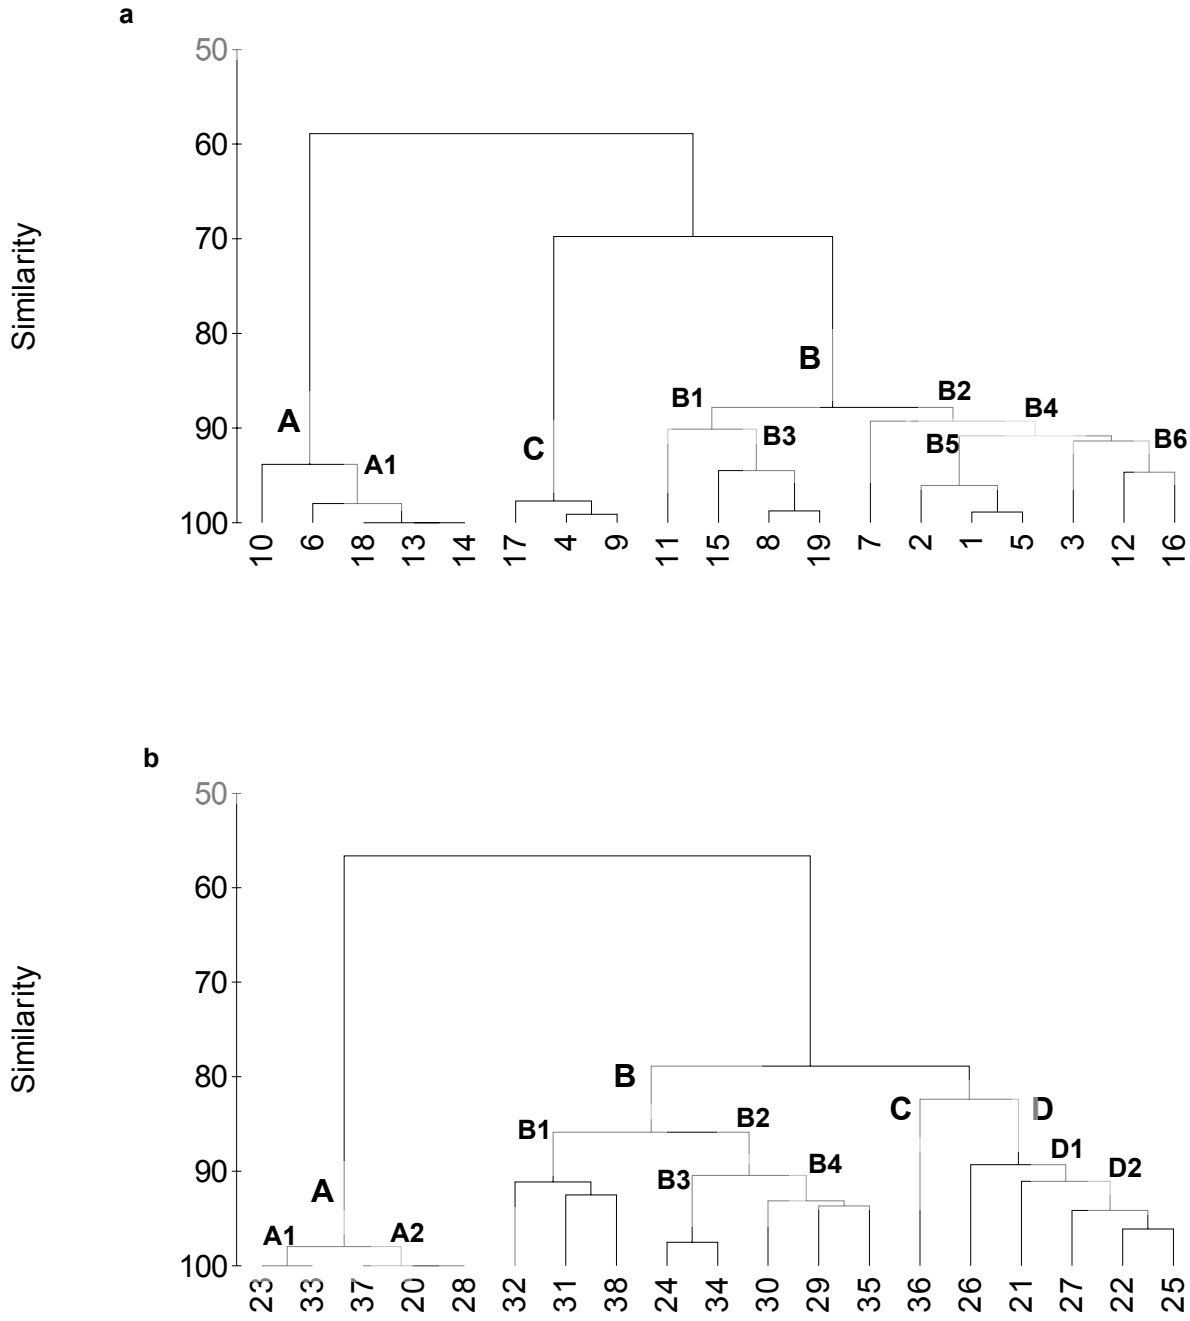 a
50
60
70
80
90
100
Similarity
A
A1
C
B
B1
B3
B2
B4
B5
B6
10 6 18 13 14 17 4 9 11 15 8 19 7 2 1 5 3 12 16
b
50
60
70
80
90
100
Similarity
A
A1
A2
B
B1
B2
B3
B4
C
D
D1
D2
23 33 37 20 28 32 31 38 24 34 30 29 35 36 26 21 27 22 25